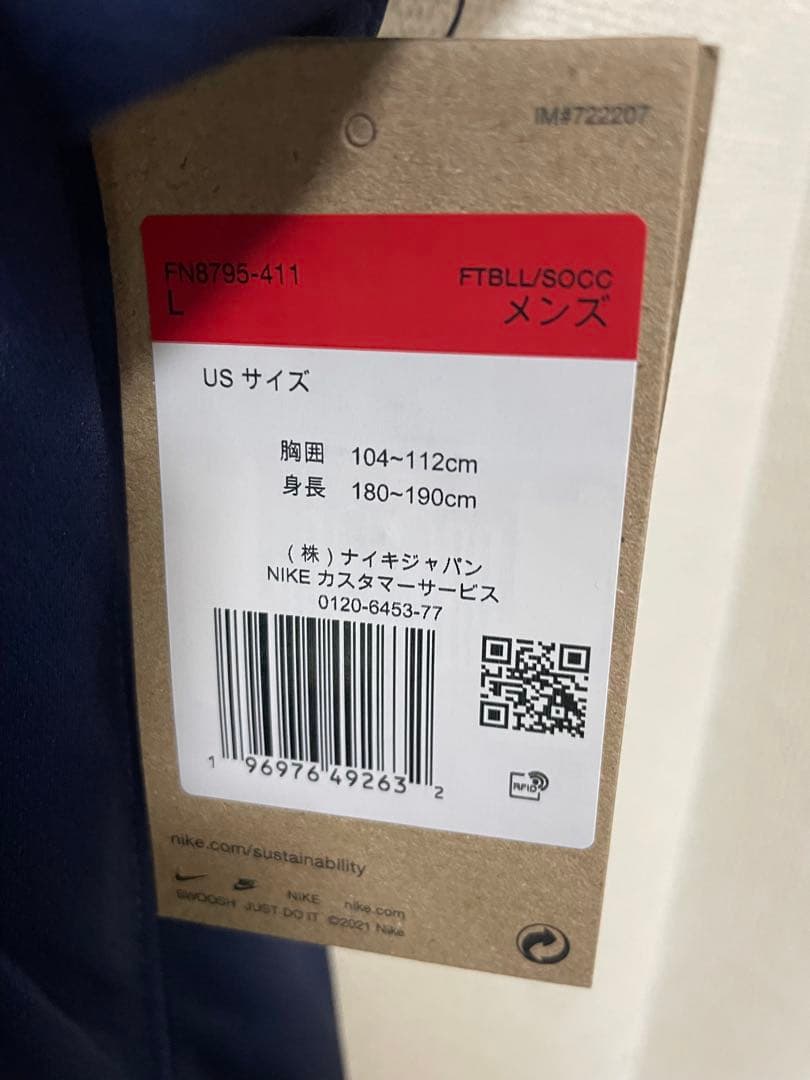 IM#722207
FN8795-411 FTBLL/SOCC
L メンズ
US サイズ
胸囲 104~112cm
身長 180~190cm
(株)ナイキジャパン
NIKE カスタマーサービス
0120-6453-77
1 96976 49263 2
RFID
nike.com/sustainability
NIKE nike.com
SWOOSH JUST DO IT ©2021 Nike